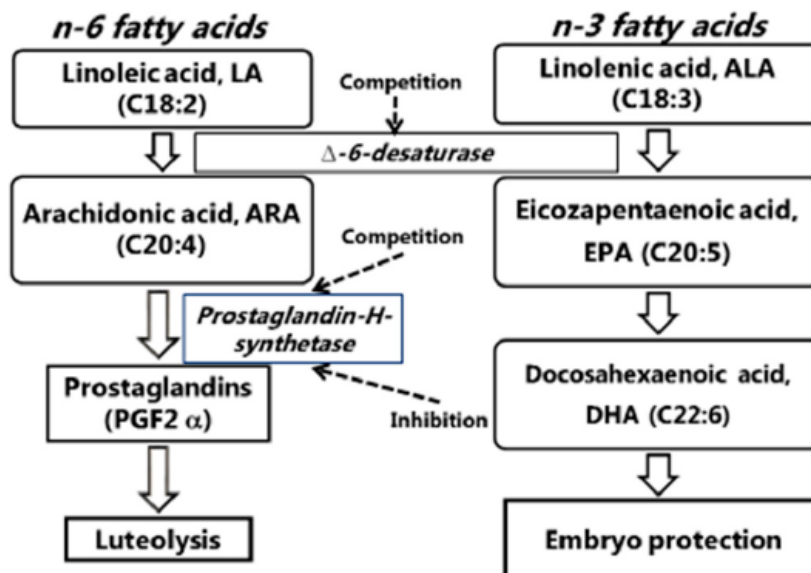 n-6 fatty acids
n-3 fatty acids
Linoleic acid, LA
(C18:2)
Competition
Linolenic acid, ALA
(C18:3)
Δ-6-desaturase
Arachidonic acid, ARA
(C20:4)
Competition
Eicozapentaenoic acid,
EPA (C20:5)
Prostaglandin-H-
synthetase
Prostaglandins
(PGF2 α)
Inhibition
Docosahexaenoic acid,
DHA (C22:6)
Luteolysis
Embryo protection